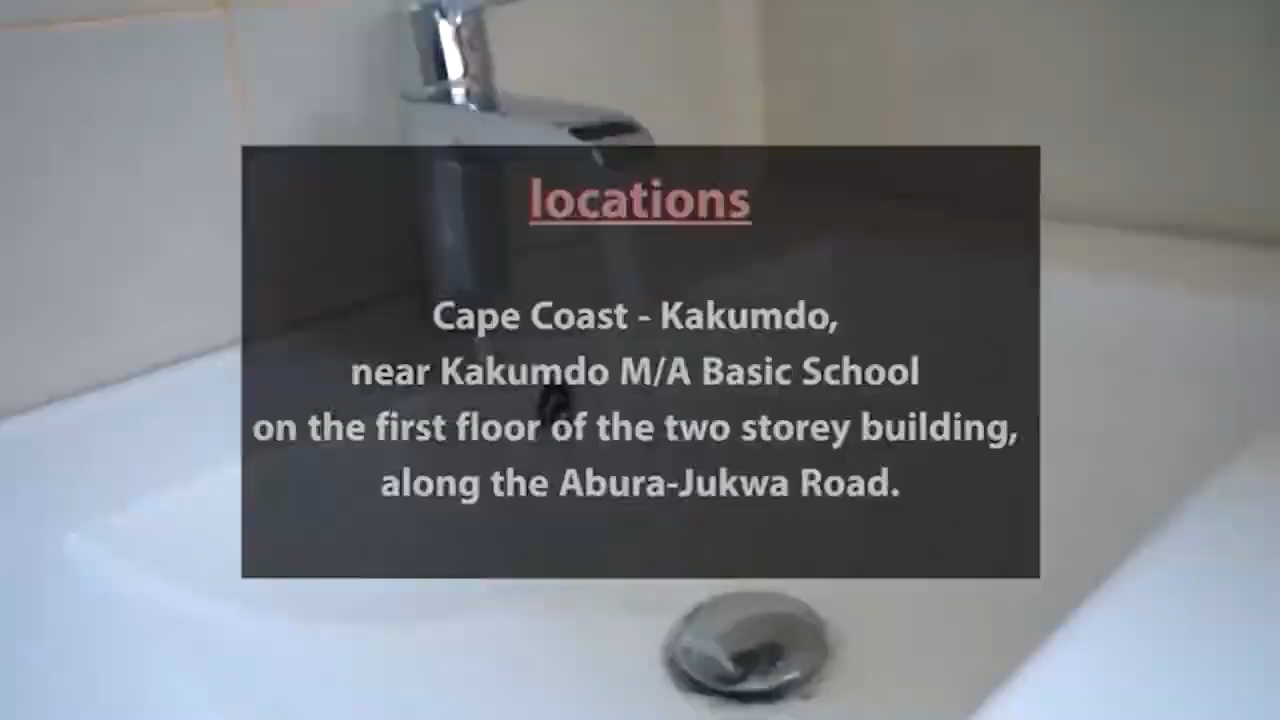 locations
Cape Coast - Kakumdo,
near Kakumdo M/A Basic School
on the first floor of the two storey building,
along the Abura-Jukwa Road.